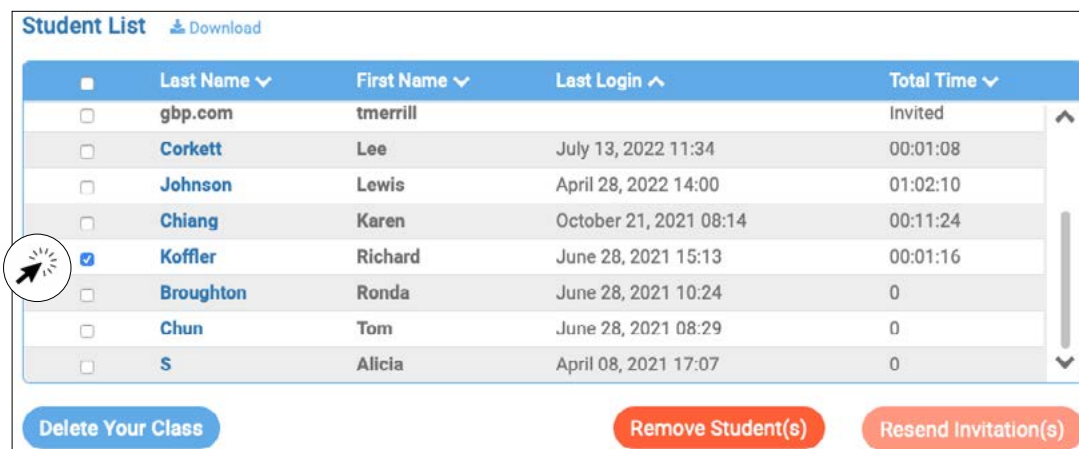 Student List Download
Last Name First Name Last Login Total Time
gbp.com tmerrill Invited
Corkett Lee July 13, 2022 11:34 00:01:08
Johnson Lewis April 28, 2022 14:00 01:02:10
Chiang Karen October 21, 2021 08:14 00:11:24
Koffler Richard June 28, 2021 15:13 00:01:16
Broughton Ronda June 28, 2021 10:24 0
Chun Tom June 28, 2021 08:29 0
S Alicia April 08, 2021 17:07 0
Delete Your Class Remove Student(s) Resend Invitation(s)